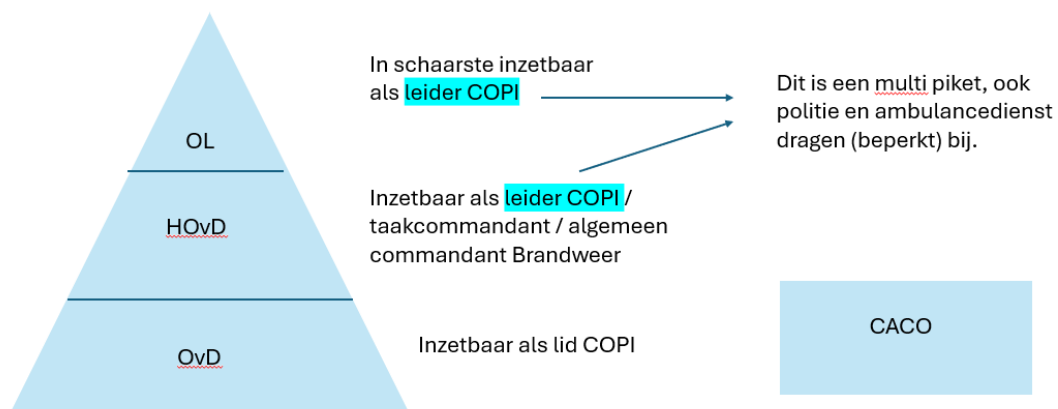 In schaarste inzetbaar
als leider COPI
Dit is een multi piket, ook
politie en ambulancedienst
dragen (beperkt) bij.
OL
Inzetbaar als leider COPI /
taakcommandant / algemeen
commandant Brandweer
HOvD
CACO
Inzetbaar als lid COPI
OvD